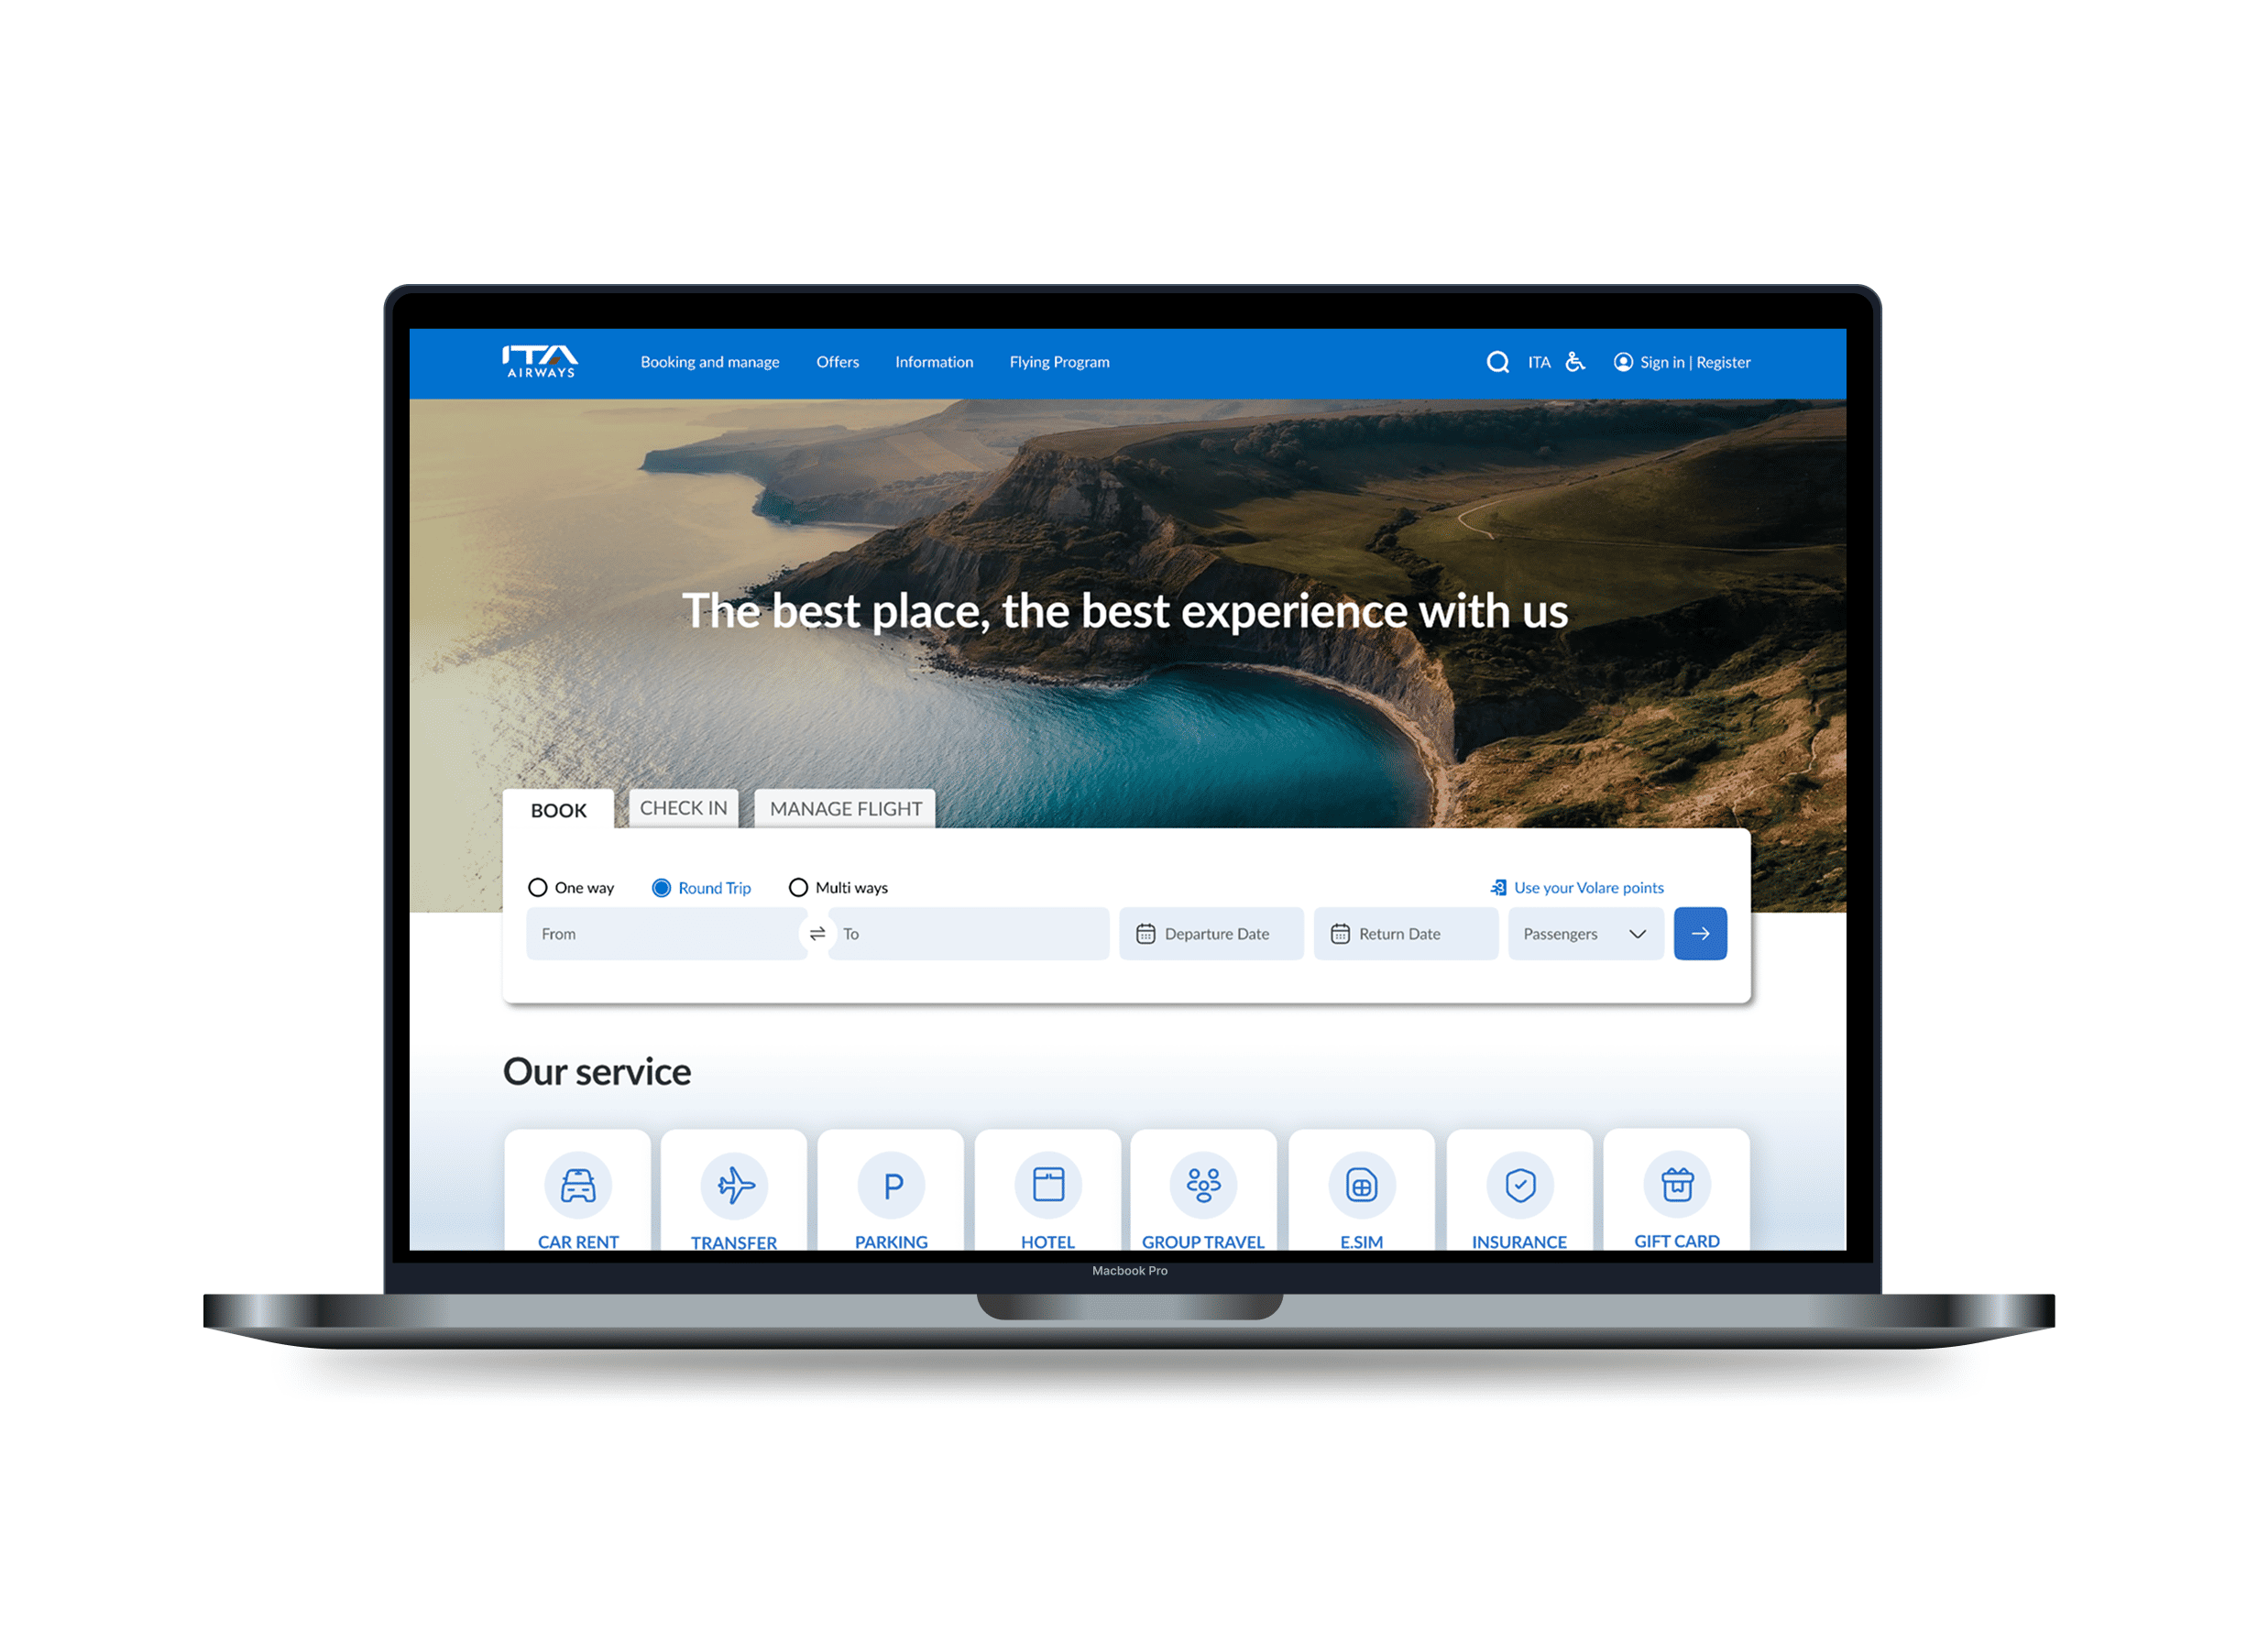 ITA
AIRWAYS
Booking and manage Offers Information Flying Program ITA Sign in | Register
The best place, the best experience with us
BOOK CHECK IN MANAGE FLIGHT
One way Round Trip Multi ways Use your Volare points
From To Departure Date Return Date Passengers
Our service
P
CAR RENT TRANSFER PARKING HOTEL GROUP TRAVEL E.SIM INSURANCE GIFT CARD
Macbook Pro